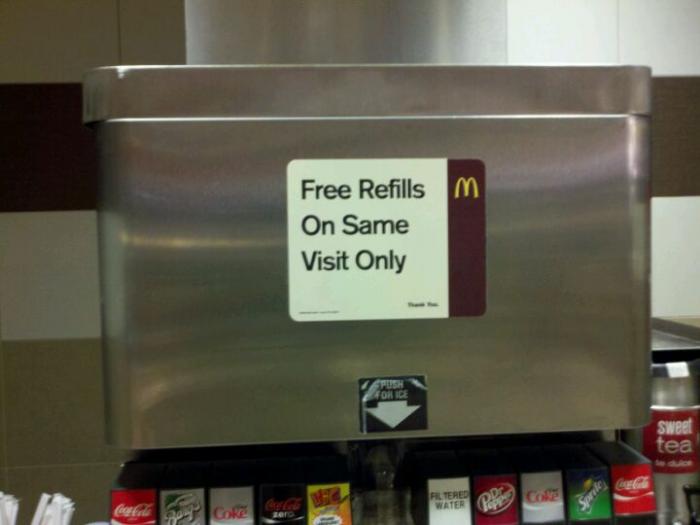 Free Refills
On Same
Visit Only
Thank You.
M
PUSH
FOR ICE
sweet
tea
Coca-Cola
Barq's
Coke
Coca-Cola
zero
Hi-C
FILTERED
WATER
Dr Pepper
Coke
Sprite
Coca-Cola